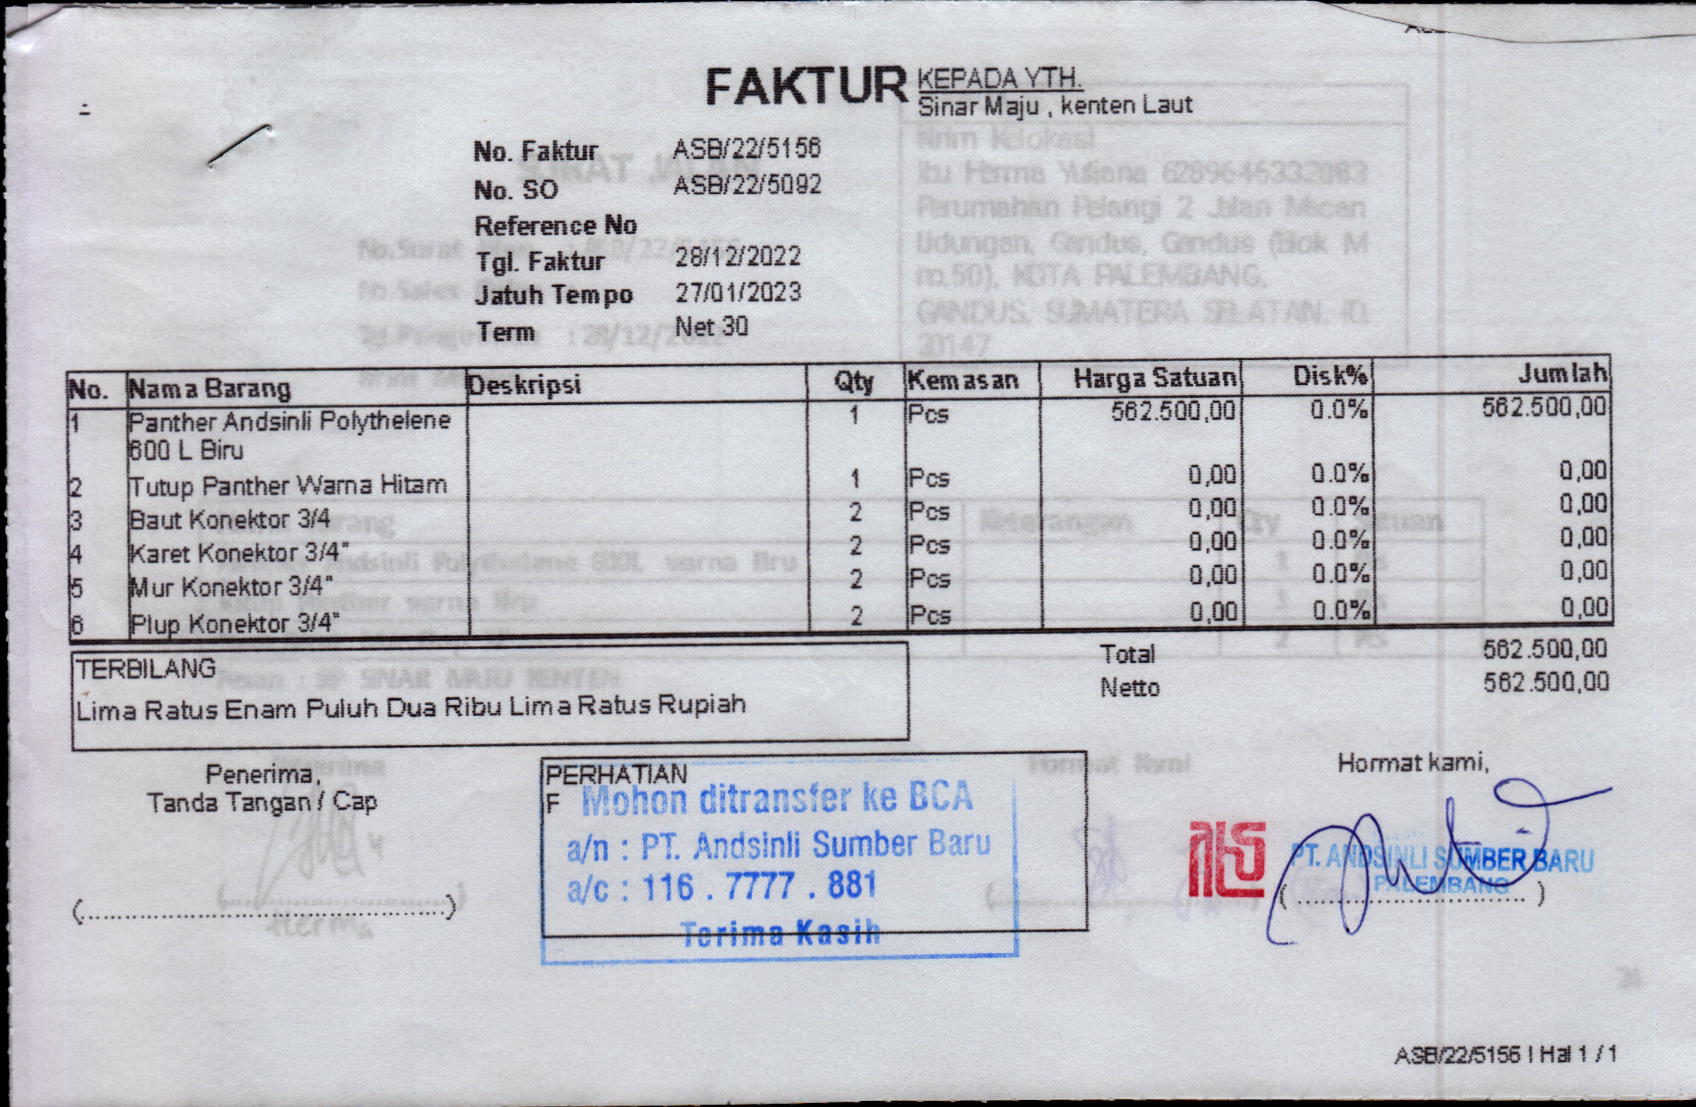 FAKTUR
KEPADA YTH.
Sinar Maju , kenten Laut
No. Faktur ASB/22/5156
No. SO ASB/22/5092
Reference No
Tgl. Faktur 28/12/2022
Jatuh Tempo 27/01/2023
Term Net 30
No. Nama Barang Deskripsi Qty Kemasan Harga Satuan Disk% Jumlah
1 Panther Andsinli Polythelene 1 Pcs 562.500,00 0.0% 562.500,00
600 L Biru
2 Tutup Panther Warna Hitam 1 Pcs 0,00 0.0% 0,00
3 Baut Konektor 3/4 2 Pcs 0,00 0.0% 0,00
4 Karet Konektor 3/4" 2 Pcs 0,00 0.0% 0,00
5 Mur Konektor 3/4" 2 Pcs 0,00 0.0% 0,00
6 Plup Konektor 3/4" 2 Pcs 0,00 0.0% 0,00
Total 562.500,00
Netto 562.500,00
TERBILANG
Lima Ratus Enam Puluh Dua Ribu Lima Ratus Rupiah
Penerima,
Tanda Tangan / Cap
(....................................................)
PERHATIAN
F
Mohon ditransfer ke BCA
a/n : PT. Andsinli Sumber Baru
a/c : 116 . 7777 . 881
Terima Kasih
Hormat kami,
PT. ANDSINLI SUMBER BARU
PALEMBANG
(....................................)
ASB/22/5156 | Hal 1 / 1